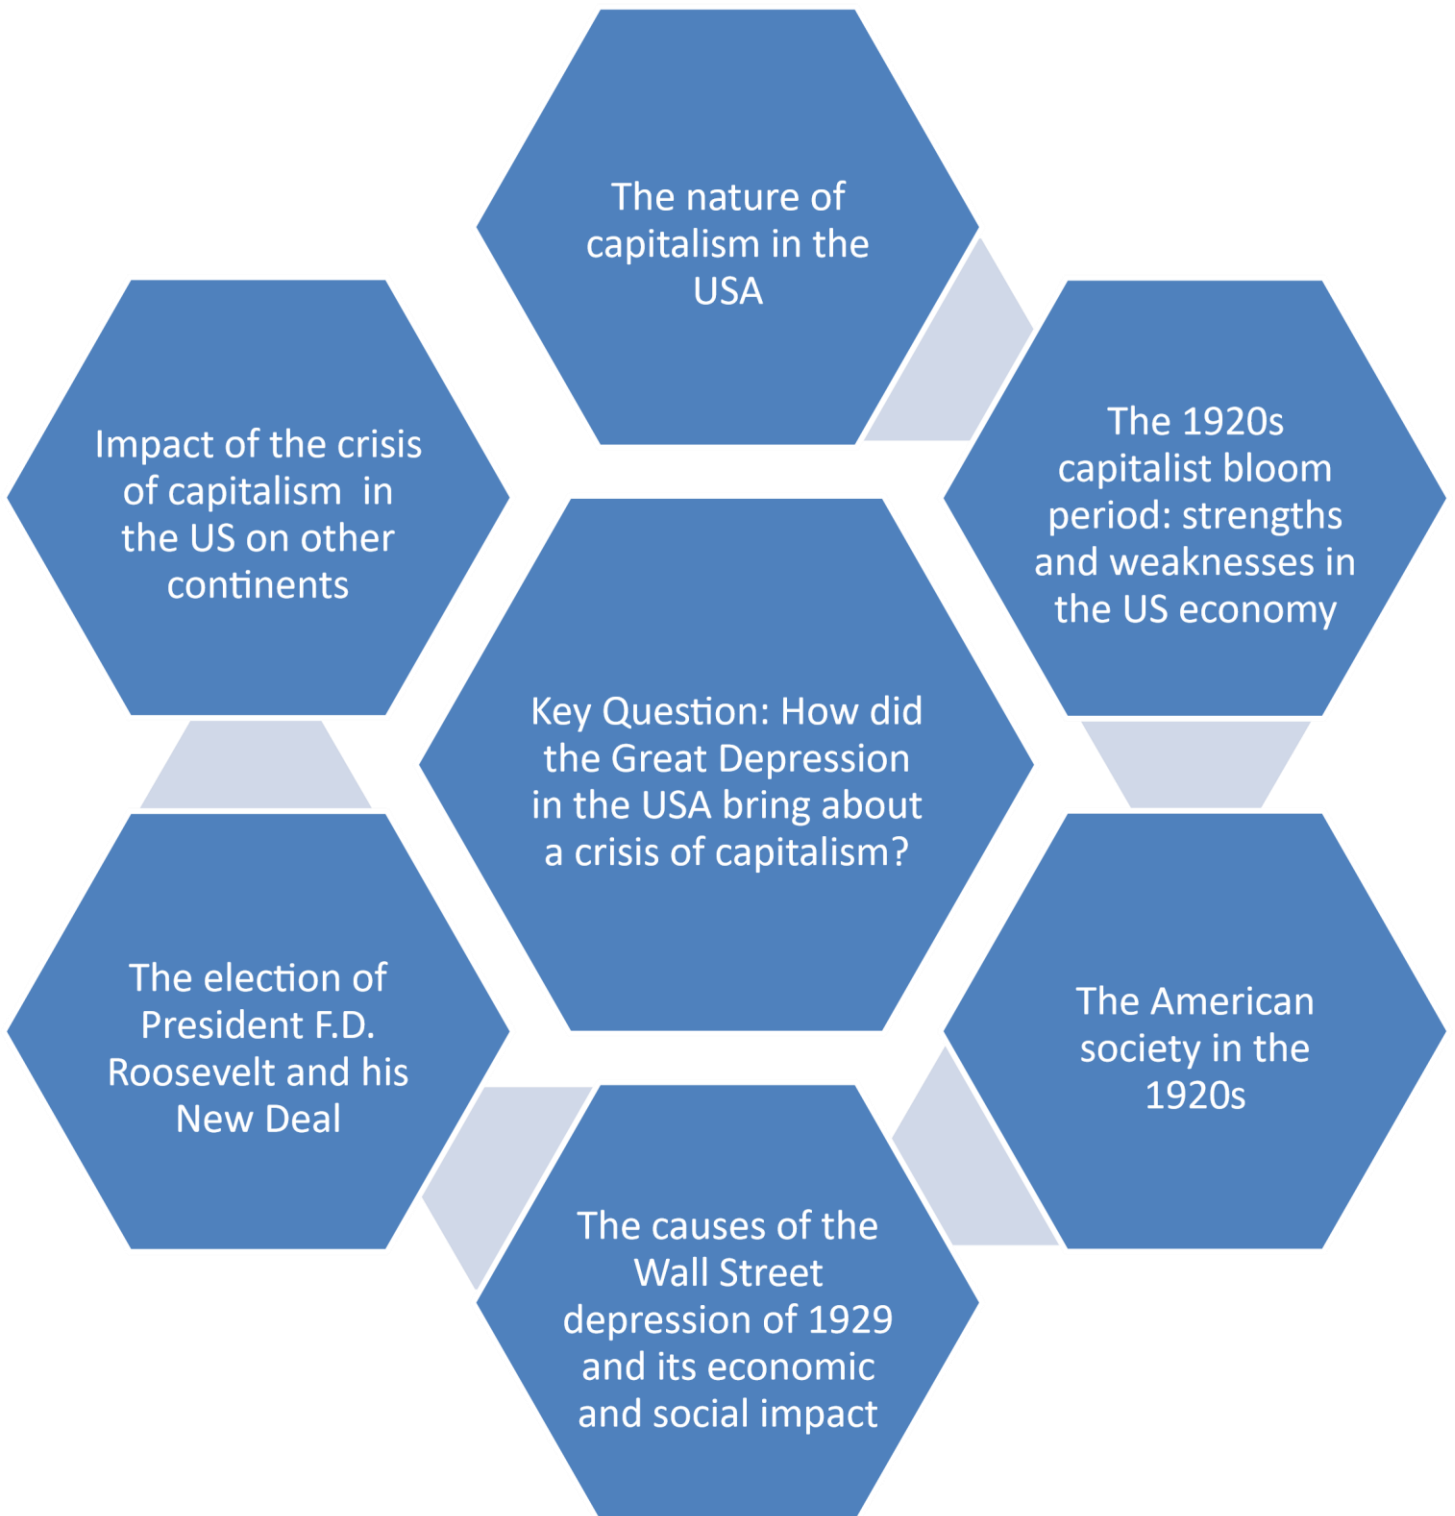 The nature of
capitalism in the
USA
The 1920s
capitalist bloom
period: strengths
and weaknesses in
the US economy
The American
society in the
1920s
The causes of the
Wall Street
depression of 1929
and its economic
and social impact
The election of
President F.D.
Roosevelt and his
New Deal
Impact of the crisis
of capitalism  in
the US on other
continents
Key Question: How did
the Great Depression
in the USA bring about
a crisis of capitalism?